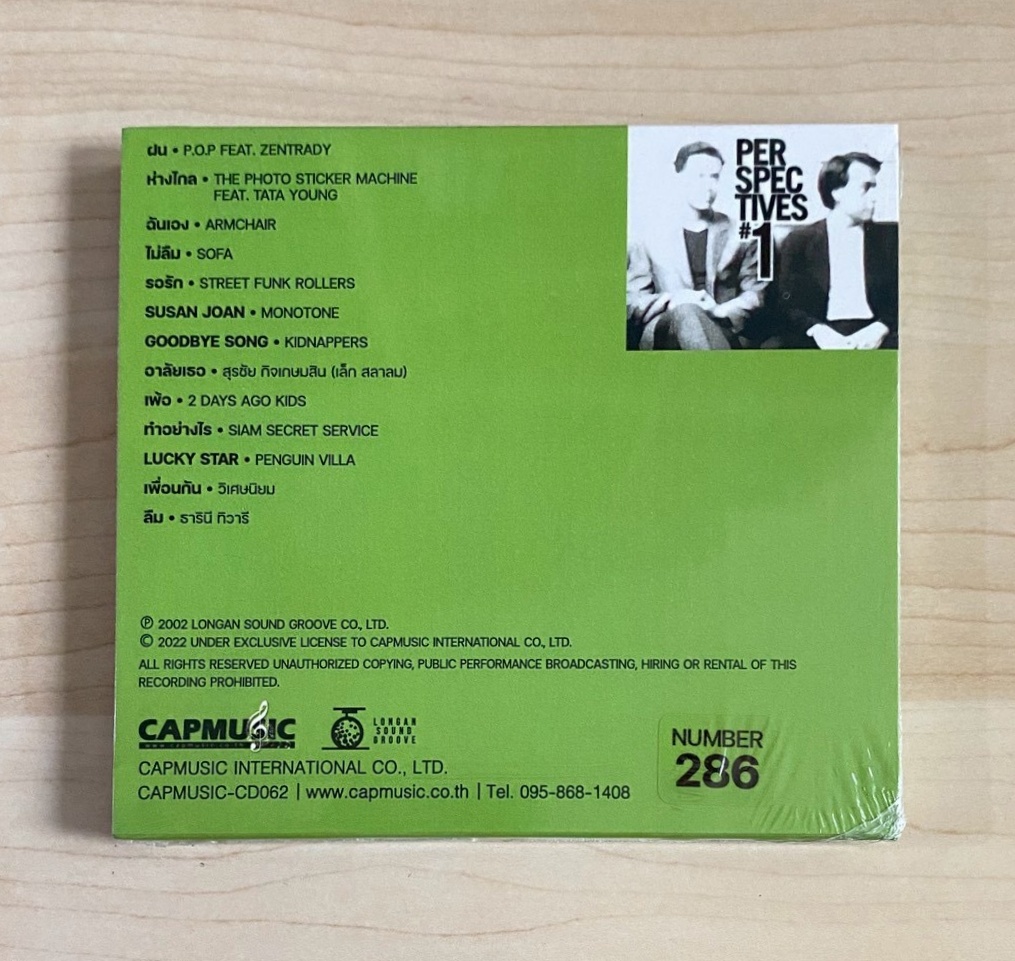 ฝน • P.O.P FEAT. ZENTRADY
ห่างไกล • THE PHOTO STICKER MACHINE
FEAT. TATA YOUNG
ฉันเอง • ARMCHAIR
ไม่ลืม • SOFA
รอรัก • STREET FUNK ROLLERS
SUSAN JOAN • MONOTONE
GOODBYE SONG • KIDNAPPERS
อาลัยเธอ • สุรชัย กิจเกษมสิน (เล็ก สลาลม)
เพ้อ • 2 DAYS AGO KIDS
ทำอย่างไร • SIAM SECRET SERVICE
LUCKY STAR • PENGUIN VILLA
เพื่อนกัน • วิเศษนิยม
ลืม • ธารินี ทิวารี
PER
SPEC
TIVES
#1
℗ 2002 LONGAN SOUND GROOVE CO., LTD.
© 2022 UNDER EXCLUSIVE LICENSE TO CAPMUSIC INTERNATIONAL CO., LTD.
ALL RIGHTS RESERVED UNAUTHORIZED COPYING, PUBLIC PERFORMANCE BROADCASTING, HIRING OR RENTAL OF THIS
RECORDING PROHIBITED.
CAPMUSIC
www.capmusic.co.th
LONGAN
SOUND
GROOVE
CAPMUSIC INTERNATIONAL CO., LTD.
CAPMUSIC-CD062 | www.capmusic.co.th | Tel. 095-868-1408
NUMBER
286